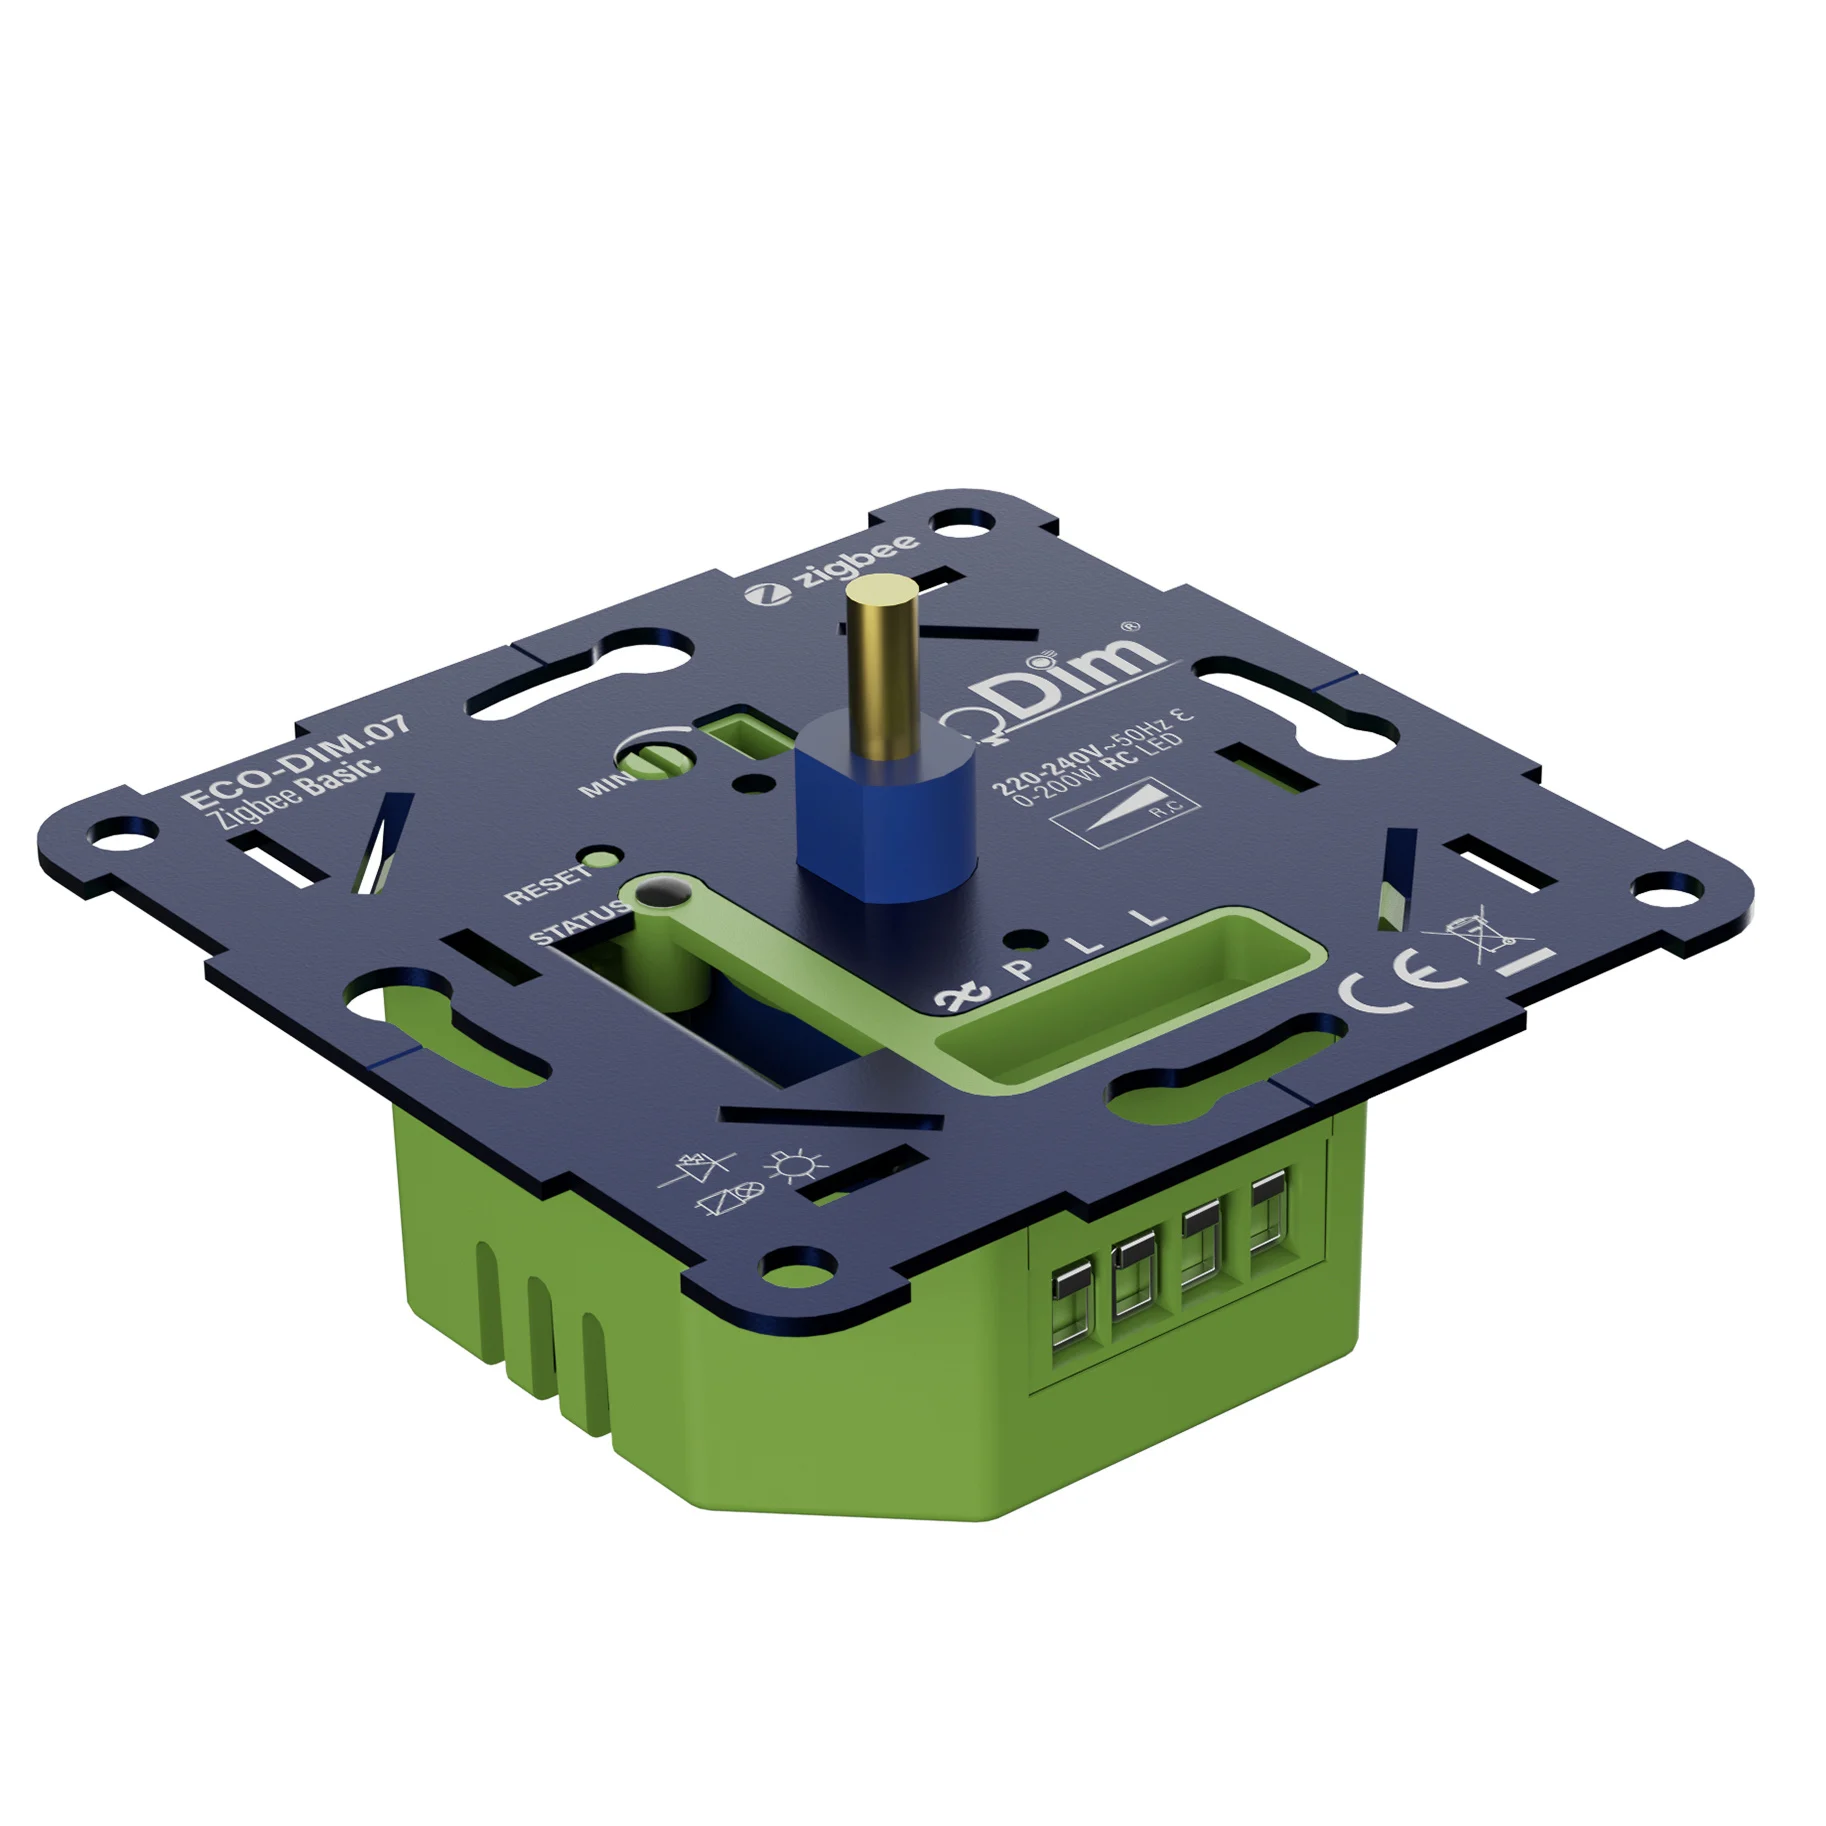 zigbee
Dim®
220-240V~50Hz
0-200W RC LED
R,C
ECO-DIM.07
Zigbee Basic
MIN
RESET
STATUS
P L L
CE